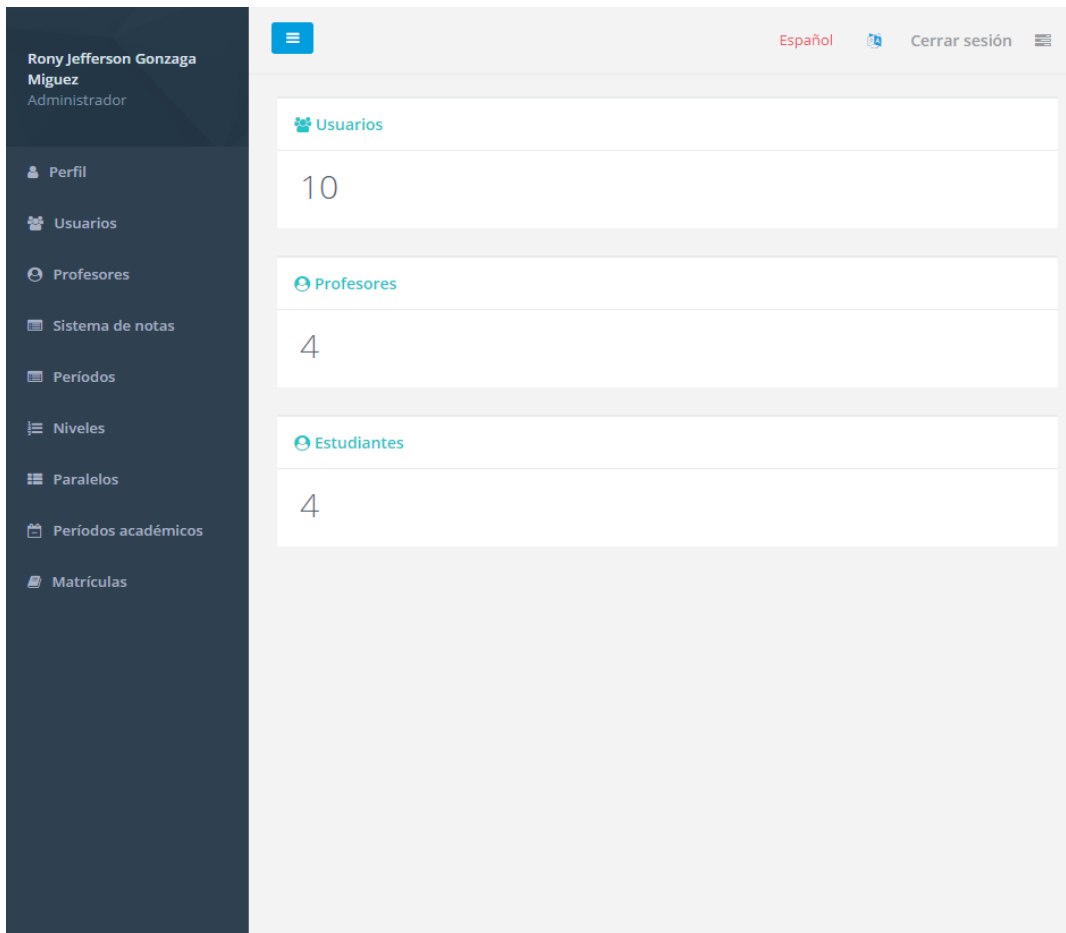 Rony Jefferson Gonzaga
Miguez
Administrador
Perfil
Usuarios
Profesores
Sistema de notas
Períodos
Niveles
Paralelos
Períodos académicos
Matrículas
Español
Cerrar sesión
Usuarios
10
Profesores
4
Estudiantes
4